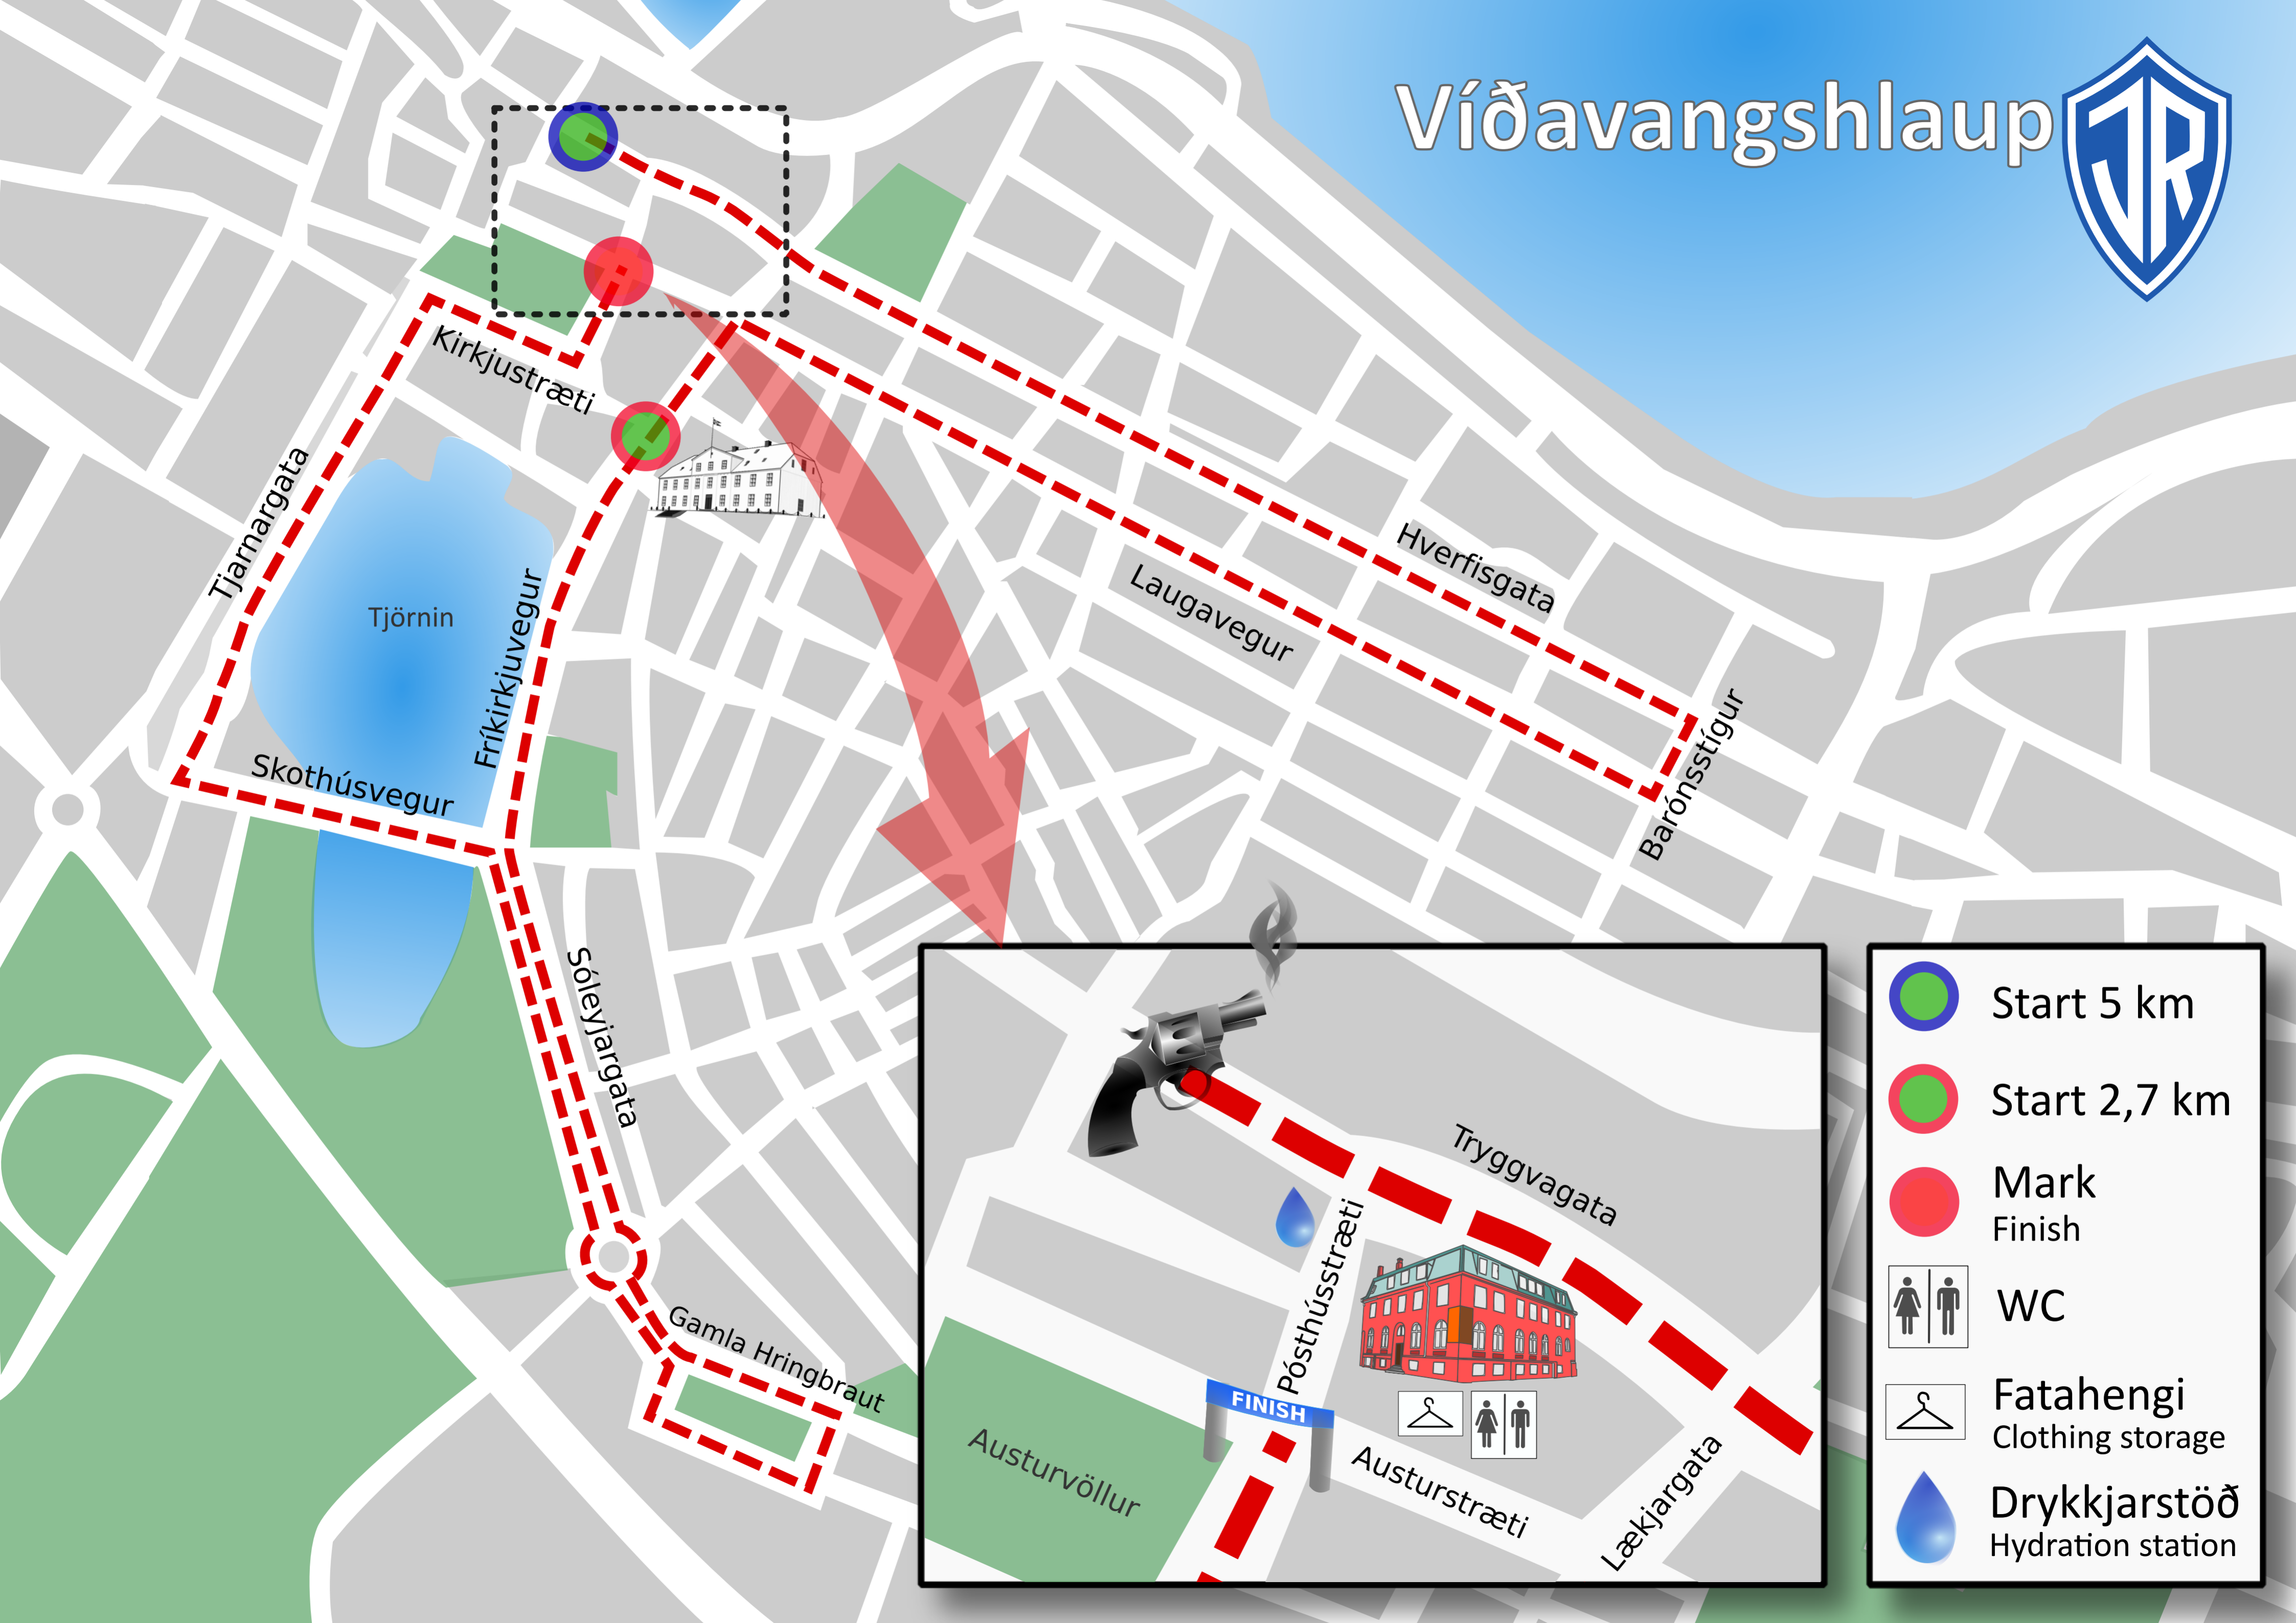 Víðavangshlaup
ÍR
Kirkjustræti
Tjarnargata
Tjörnin
Fríkirkjuvegur
Skothúsvegur
Hverfisgata
Laugavegur
Barónsstígur
Sóleyjargata
Gamla Hringbraut
Tryggvagata
Pósthússtræti
FINISH
Austurvöllur
Austurstræti
Lækjargata
Start 5 km
Start 2,7 km
Mark
Finish
WC
Fatahengi
Clothing storage
Drykkjarstöð
Hydration station